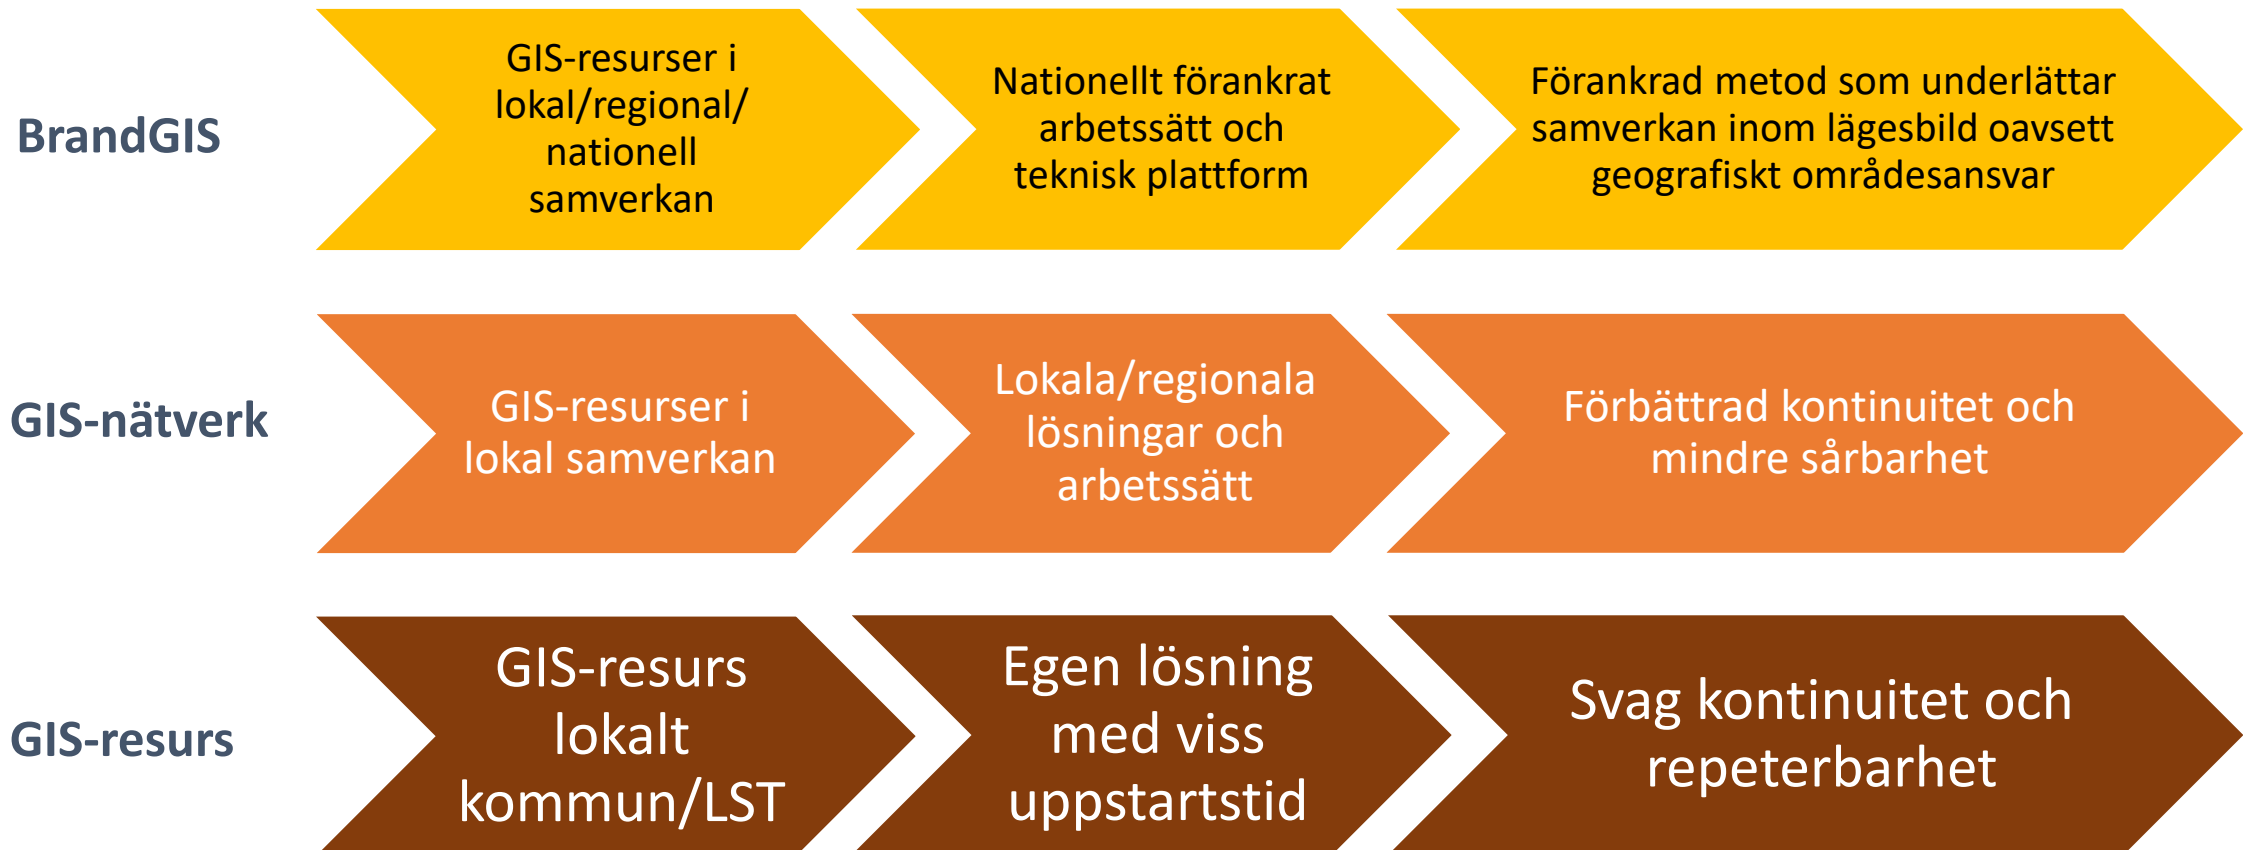 BrandGIS
GIS-resurser i
lokal/regional/
nationell
samverkan
Nationellt förankrat
arbetssätt och
teknisk plattform
Förankrad metod som underlättar
samverkan inom lägesbild oavsett
geografiskt områdesansvar
GIS-nätverk
GIS-resurser i
lokal samverkan
Lokala/regionala
lösningar och
arbetssätt
Förbättrad kontinuitet och
mindre sårbarhet
GIS-resurs
GIS-resurs
lokalt
kommun/LST
Egen lösning
med viss
uppstartstid
Svag kontinuitet och
repeterbarhet